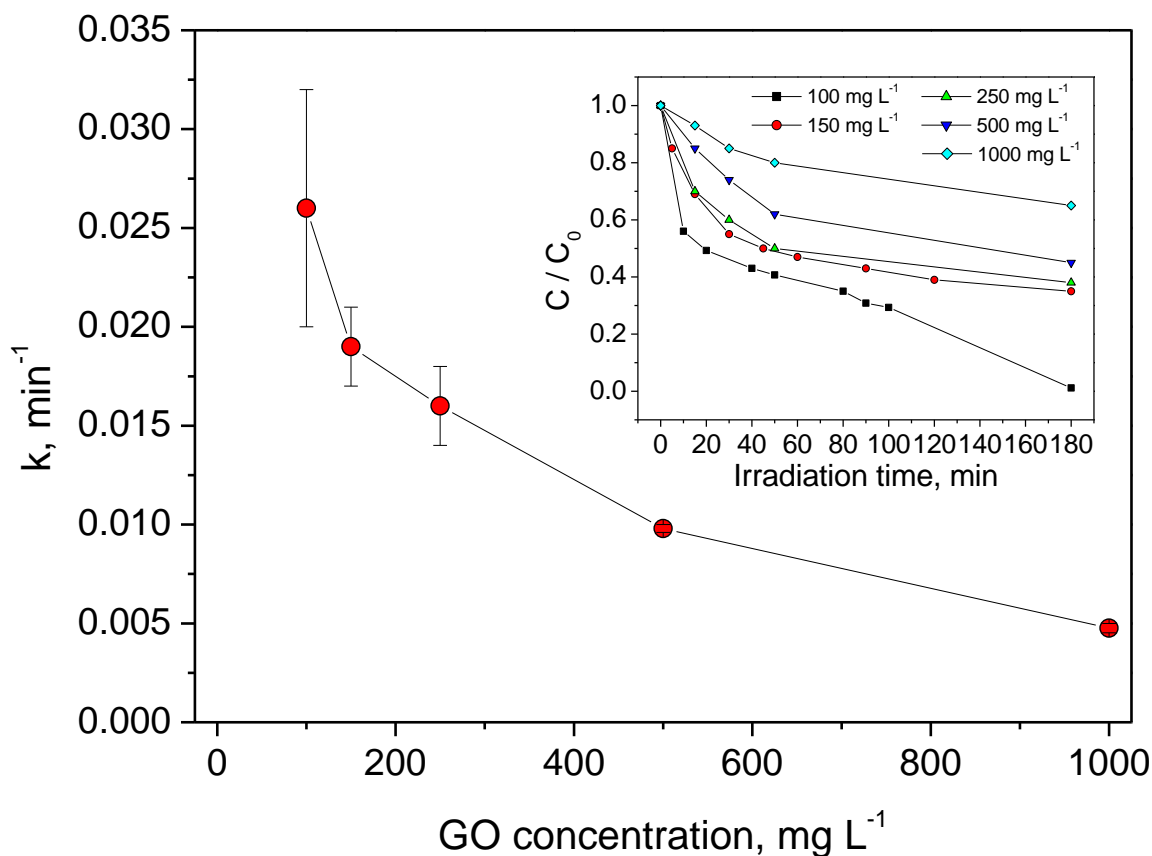 0.035
0.030
0.025
0.020
0.015
0.010
0.005
0.000
k, min⁻¹
0
200
400
600
800
1000
GO concentration, mg L⁻¹
100 mg L⁻¹
250 mg L⁻¹
150 mg L⁻¹
500 mg L⁻¹
1000 mg L⁻¹
1.0
0.8
0.6
0.4
0.2
0.0
C / C₀
0 20 40 60 80 100 120 140 160 180
Irradiation time, min